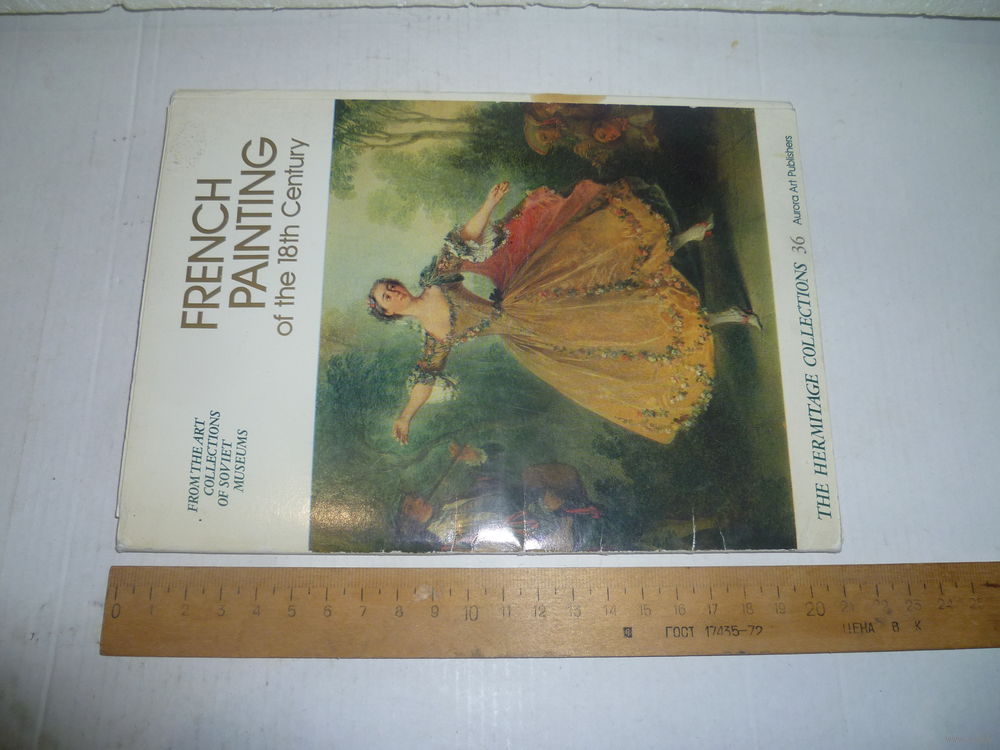 FROM THE ART
COLLECTIONS
OF SOVIET
MUSEUMS
FRENCH
PAINTING
of the 18th Century
THE HERMITAGE COLLECTIONS 36
Aurora Art Publishers
0 1 2 3 4 5 6 7 8 9 10 11 12 13 14 15 16 17 18 19 20 21 22 23 24 25
ГОСТ 17435-72
ЦЕНА 8 К